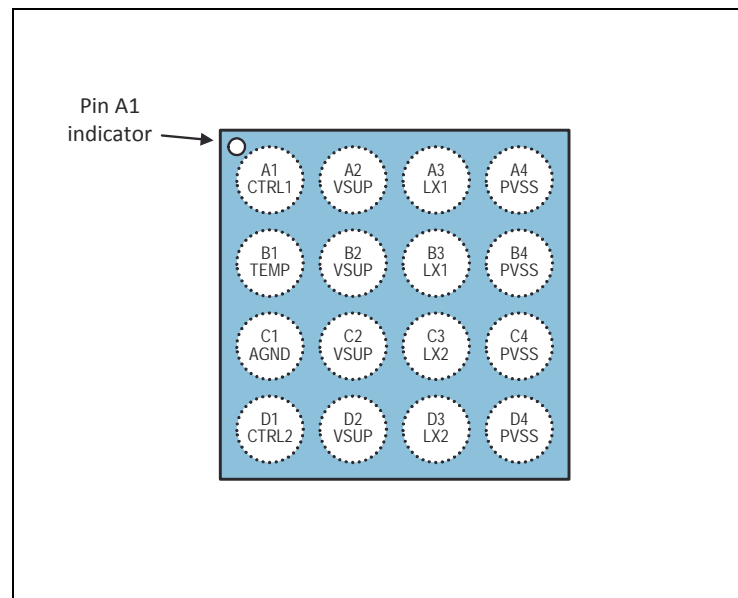 Pin A1
indicator
A1
CTRL1
A2
VSUP
A3
LX1
A4
PVSS
B1
TEMP
B2
VSUP
B3
LX1
B4
PVSS
C1
AGND
C2
VSUP
C3
LX2
C4
PVSS
D1
CTRL2
D2
VSUP
D3
LX2
D4
PVSS